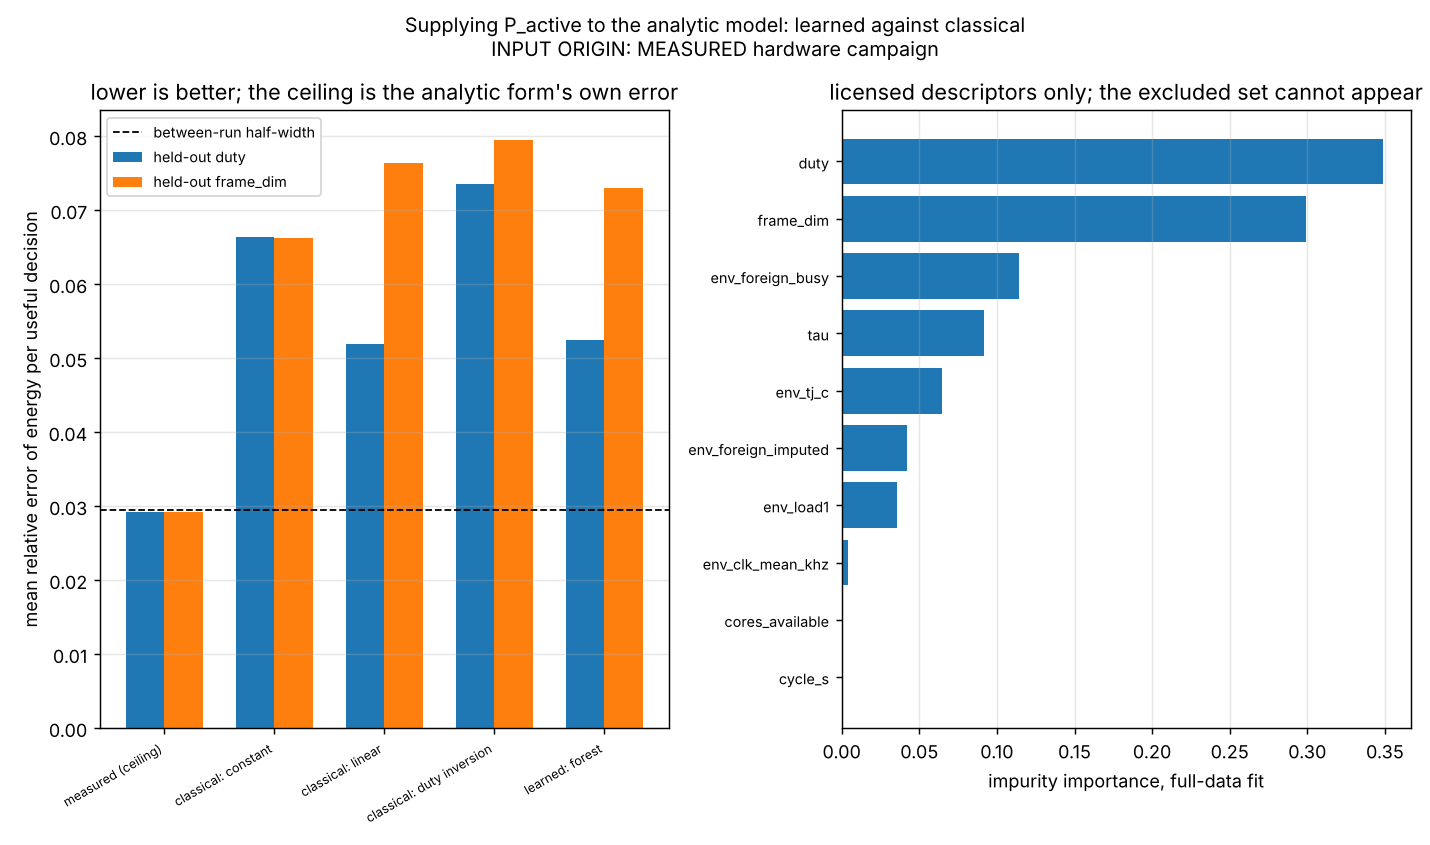 Supplying P_active to the analytic model: learned against classical
INPUT ORIGIN: MEASURED hardware campaign
lower is better; the ceiling is the analytic form's own error
between-run half-width
held-out duty
held-out frame_dim
mean relative error of energy per useful decision
0.08
0.07
0.06
0.05
0.04
0.03
0.02
0.01
0.00
measured (ceiling)
classical: constant
classical: linear
classical: duty inversion
learned: forest
licensed descriptors only; the excluded set cannot appear
duty
frame_dim
env_foreign_busy
tau
env_tj_c
env_foreign_imputed
env_load1
env_clk_mean_khz
cores_available
cycle_s
0.00 0.05 0.10 0.15 0.20 0.25 0.30 0.35
impurity importance, full-data fit